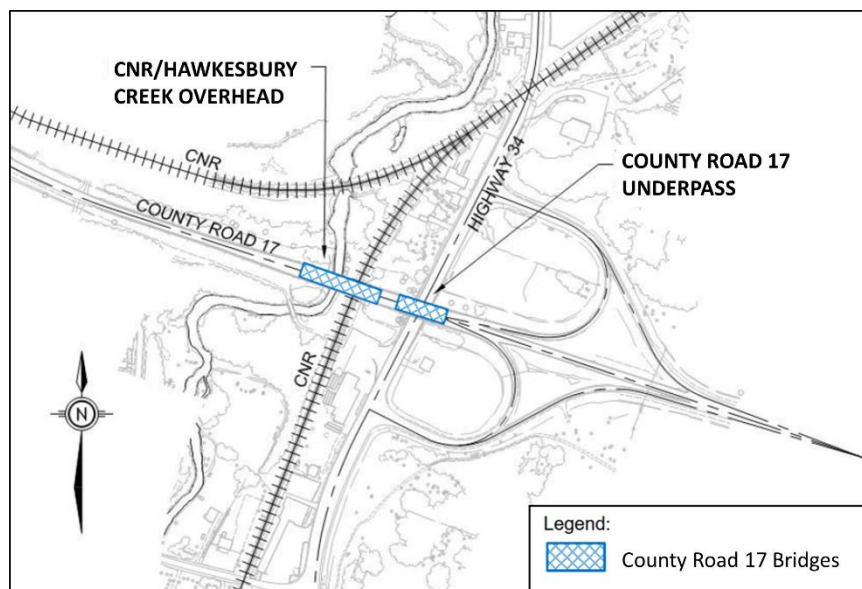 CNR/HAWKESBURY
CREEK OVERHEAD
CNR
COUNTY ROAD 17
HIGHWAY 34
COUNTY ROAD 17
UNDERPASS
CNR
N
Legend:
County Road 17 Bridges